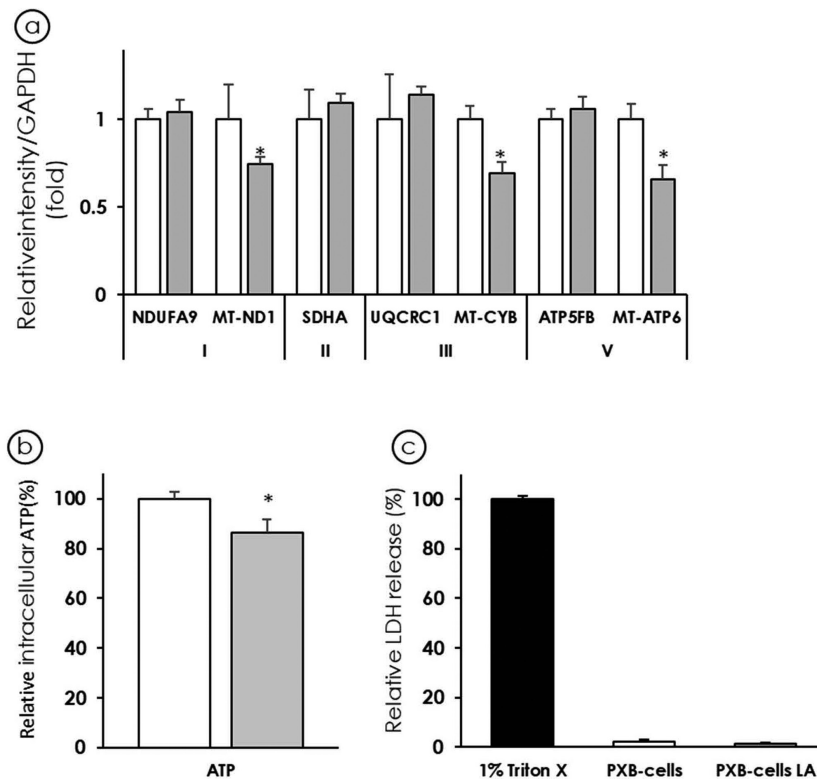 a
Relative intensity/GAPDH
(fold)
1
0.5
0
* * *
NDUFA9 MT-ND1 SDHA UQCRC1 MT-CYB ATP5FB MT-ATP6
I II III V
b
Relative intracellular ATP(%)
100
80
60
40
20
0
*
ATP
c
Relative LDH release (%)
100
80
60
40
20
0
1% Triton X PXB-cells PXB-cells LA